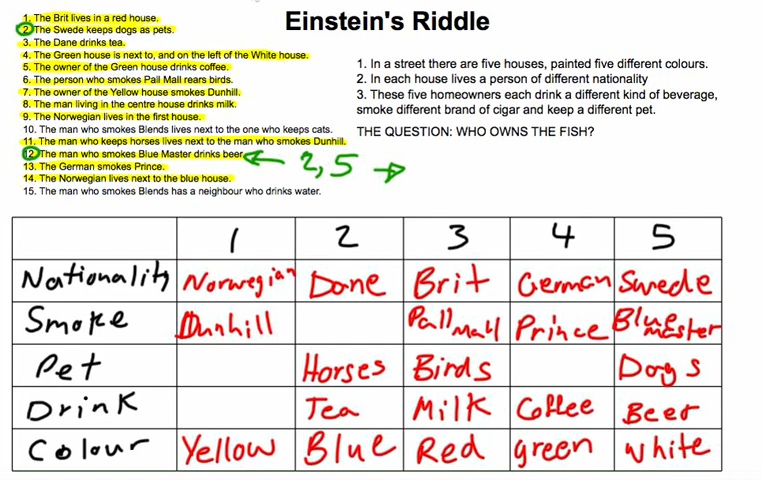 Einstein's Riddle
1. The Brit lives in a red house.
2. The Swede keeps dogs as pets.
3. The Dane drinks tea.
4. The Green house is next to, and on the left of the White house.
5. The owner of the Green house drinks coffee.
6. The person who smokes Pall Mall rears birds.
7. The owner of the Yellow house smokes Dunhill.
8. The man living in the centre house drinks milk.
9. The Norwegian lives in the first house.
10. The man who smokes Blends lives next to the one who keeps cats.
11. The man who keeps horses lives next to the man who smokes Dunhill.
12. The man who smokes Blue Master drinks beer.
13. The German smokes Prince.
14. The Norwegian lives next to the blue house.
15. The man who smokes Blends has a neighbour who drinks water.
2,5
1. In a street there are five houses, painted five different colours.
2. In each house lives a person of different nationality
3. These five homeowners each drink a different kind of beverage,
smoke different brand of cigar and keep a different pet.
THE QUESTION: WHO OWNS THE FISH?
1 2 3 4 5
Nationality Norwegian Dane Brit German Swede
Smoke Dunhill Pall Mall Prince Blue Master
Pet Horses Birds Dogs
Drink Tea Milk Coffee Beer
Colour Yellow Blue Red green white